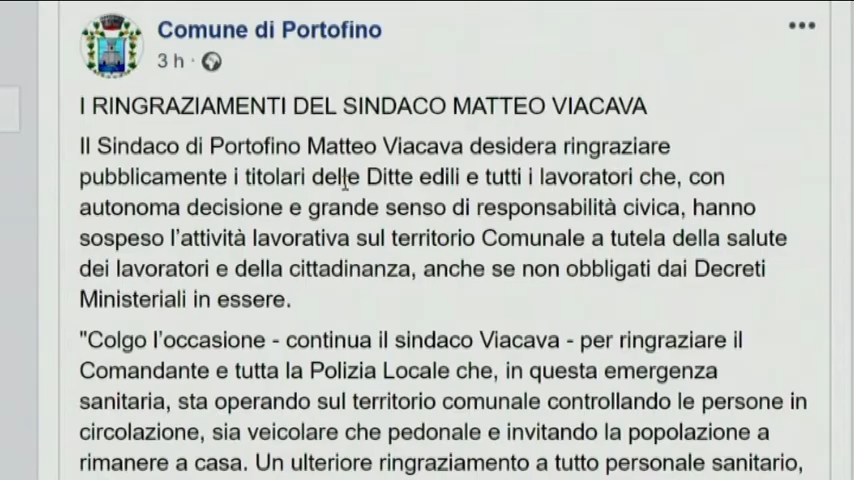 Comune di Portofino
3 h ·
I RINGRAZIAMENTI DEL SINDACO MATTEO VIACAVA
Il Sindaco di Portofino Matteo Viacava desidera ringraziare
pubblicamente i titolari delle Ditte edili e tutti i lavoratori che, con
autonoma decisione e grande senso di responsabilità civica, hanno
sospeso l'attività lavorativa sul territorio Comunale a tutela della salute
dei lavoratori e della cittadinanza, anche se non obbligati dai Decreti
Ministeriali in essere.
"Colgo l'occasione - continua il sindaco Viacava - per ringraziare il
Comandante e tutta la Polizia Locale che, in questa emergenza
sanitaria, sta operando sul territorio comunale controllando le persone in
circolazione, sia veicolare che pedonale e invitando la popolazione a
rimanere a casa. Un ulteriore ringraziamento a tutto personale sanitario,